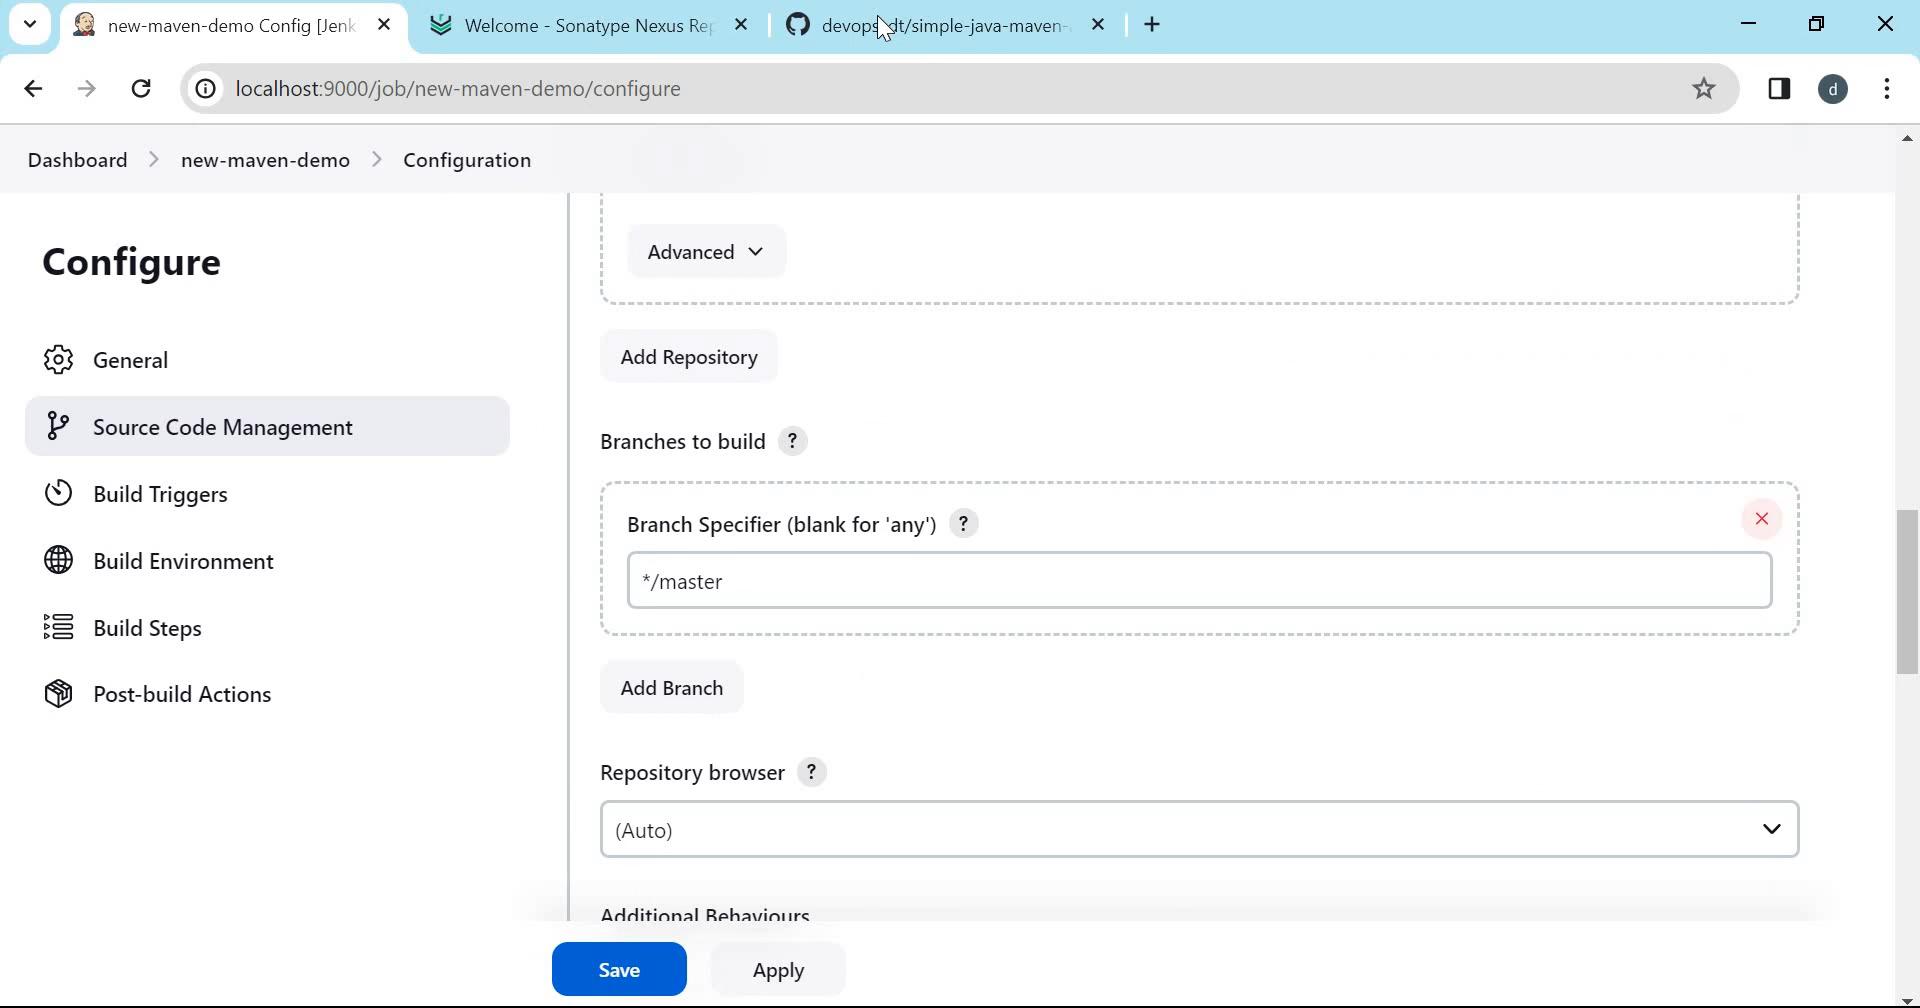 new-maven-demo Config [Jenk
Welcome - Sonatype Nexus Rep
devops dt/simple-java-maven-
localhost:9000/job/new-maven-demo/configure
d
Dashboard
new-maven-demo
Configuration
Configure
General
Source Code Management
Build Triggers
Build Environment
Build Steps
Post-build Actions
Advanced
Add Repository
Branches to build ?
Branch Specifier (blank for 'any') ?
*/master
Add Branch
Repository browser ?
(Auto)
Additional Behaviours
Save
Apply